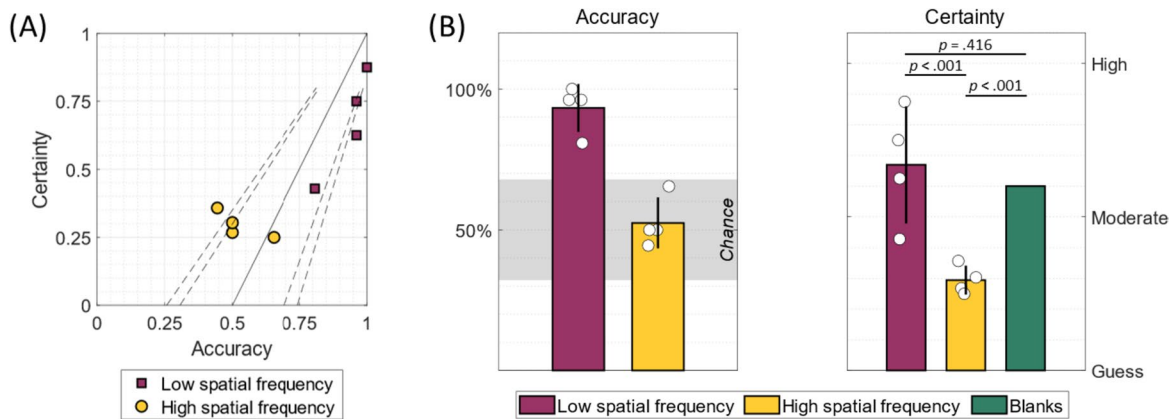 (A)
1
0.75
0.5
0.25
0
Certainty
0
0.25
0.5
0.75
1
Accuracy
Low spatial frequency
High spatial frequency
(B)
Accuracy
100%
50%
Chance
Certainty
p = .416
p < .001
p < .001
High
Moderate
Guess
Low spatial frequency
High spatial frequency
Blanks